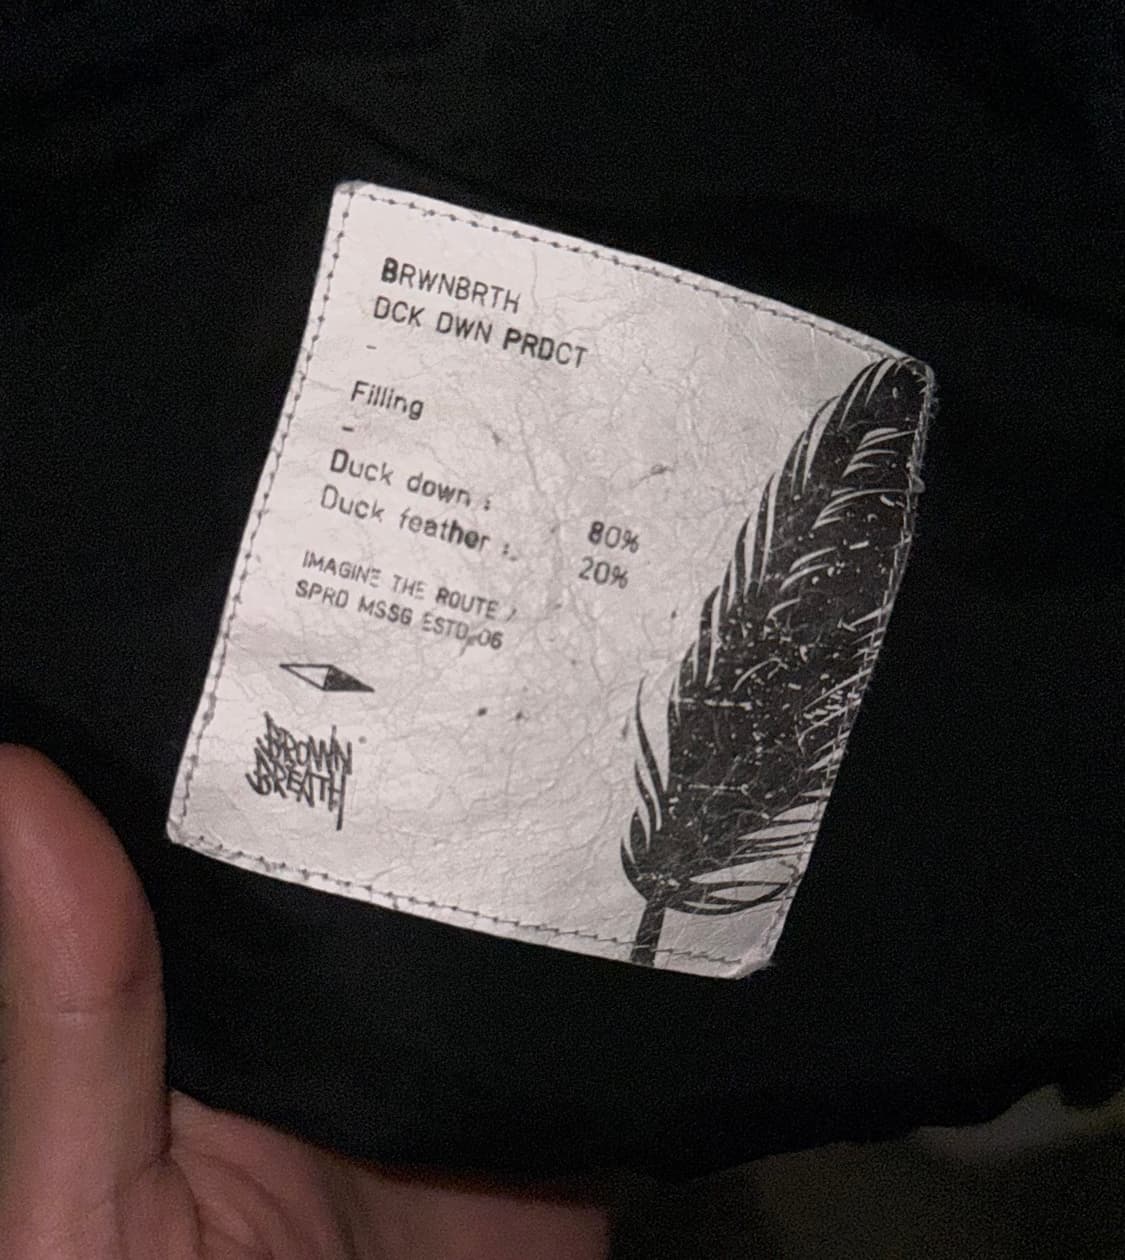 BRWNBRTH
DCK DWN PRDCT
-
Filling
-
Duck down : 80%
Duck feather : 20%
IMAGINE THE ROUTE /
SPRD MSSG ESTD.06
BROWN
BREATH